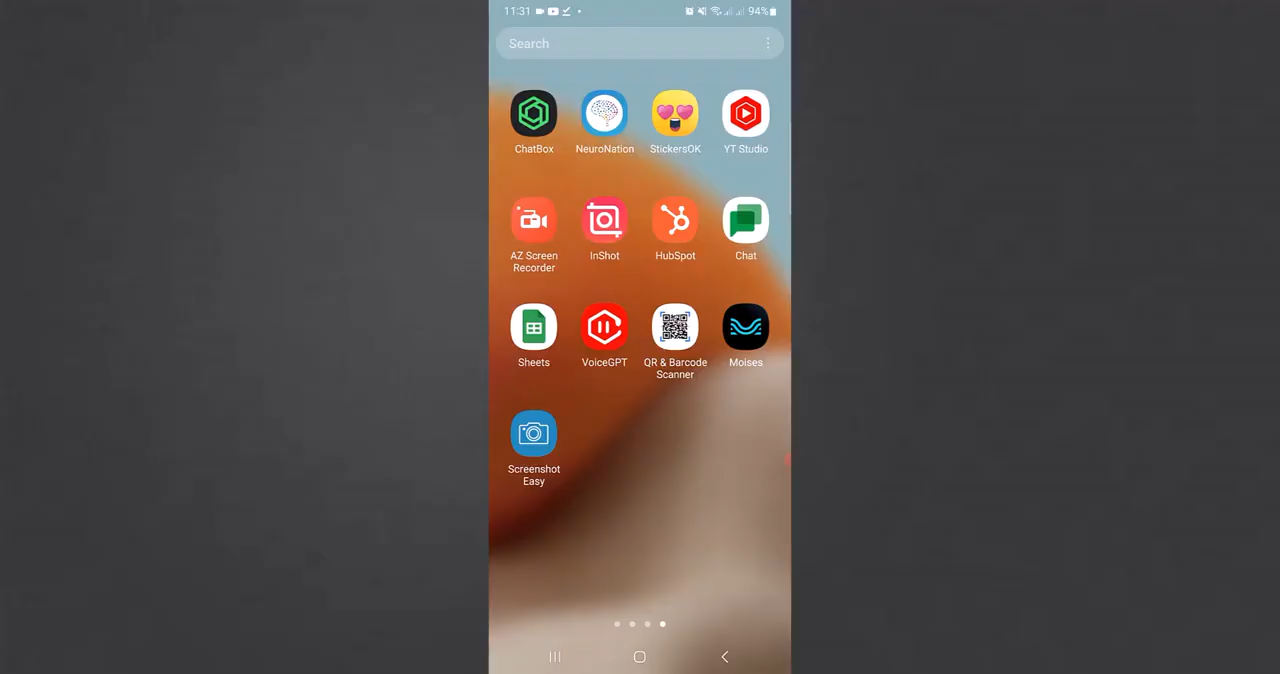 11:31 94%
Search
ChatBox NeuroNation StickersOK YT Studio
AZ Screen InShot HubSpot Chat
Recorder
Sheets VoiceGPT QR & Barcode Moises
Scanner
Screenshot
Easy